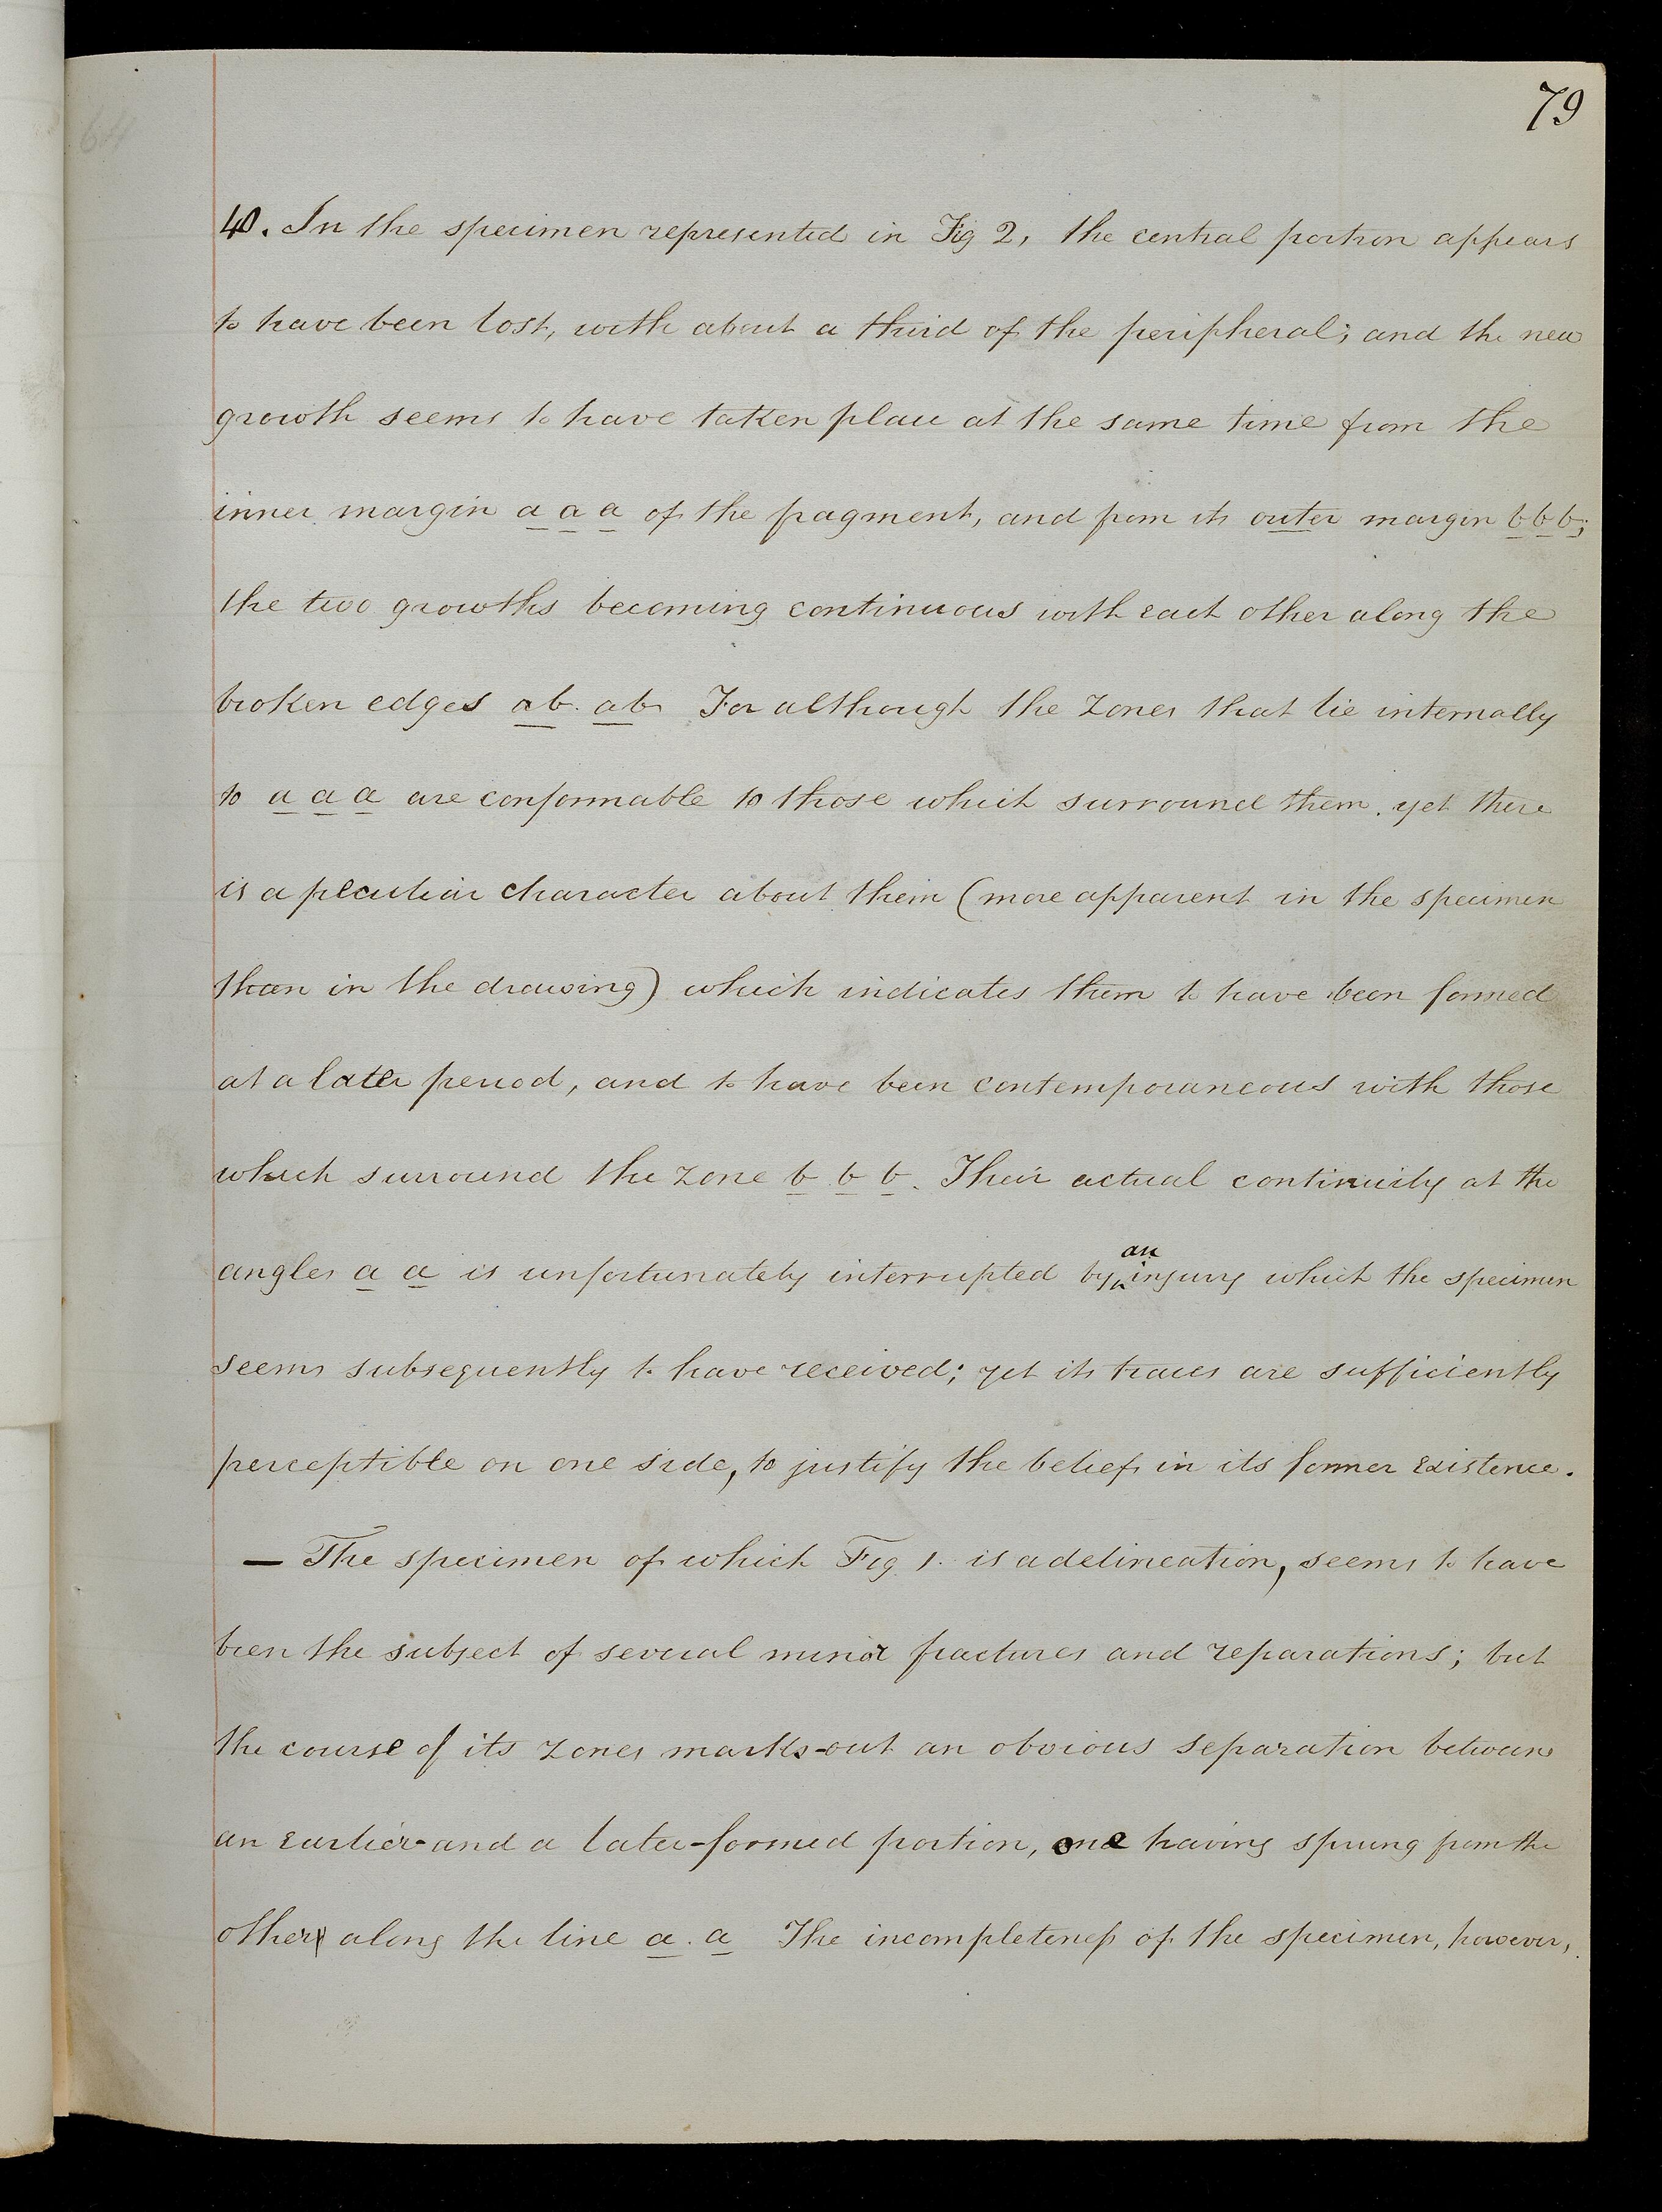 79
40. In the specimen represented in Fig 2, the central portion appears
to have been lost, with about a third of the peripheral; and the new
growth seems to have taken place at the same time from the
inner margin a a a of the fragment, and from its outer margin b b b;
the two growths becoming continuous with each other along the
broken edges ab. ab. For although the zones that lie internally
to a a a are conformable to those which surround them, yet there
is a peculiar character about them (more apparent in the specimen
than in the drawing) which indicates them to have been formed
at a later period, and to have been contemporaneous with those
which surround the zone b b b. Their actual continuity at the
angles a a is unfortunately interrupted by an injury which the specimen
seems subsequently to have received; yet its traces are sufficiently
perceptible on one side, to justify the belief in its former existence.
— The specimen of which Fig 1. is a delineation, seems to have
been the subject of several minor fractures and reparations; but
the course of its zones marks-out an obvious separation between
an earlier- and a later-formed portion, one having sprung from the
other along the line a. a The incompleteness of the specimen, however,